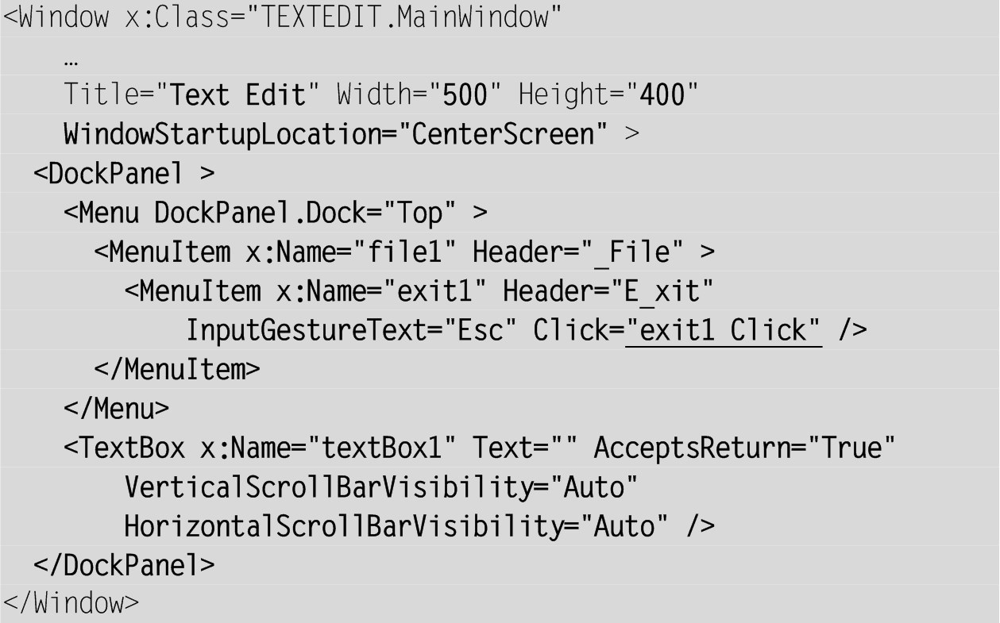 <Window x:Class="TEXTEDIT.MainWindow"
    …
    Title="Text Edit" Width="500" Height="400"
    WindowStartupLocation="CenterScreen" >
  <DockPanel >
    <Menu DockPanel.Dock="Top" >
      <MenuItem x:Name="file1" Header="_File" >
        <MenuItem x:Name="exit1" Header="E_xit"
            InputGestureText="Esc" Click="exit1_Click" />
      </MenuItem>
    </Menu>
    <TextBox x:Name="textBox1" Text="" AcceptsReturn="True"
        VerticalScrollBarVisibility="Auto"
        HorizontalScrollBarVisibility="Auto" />
  </DockPanel>
</Window>